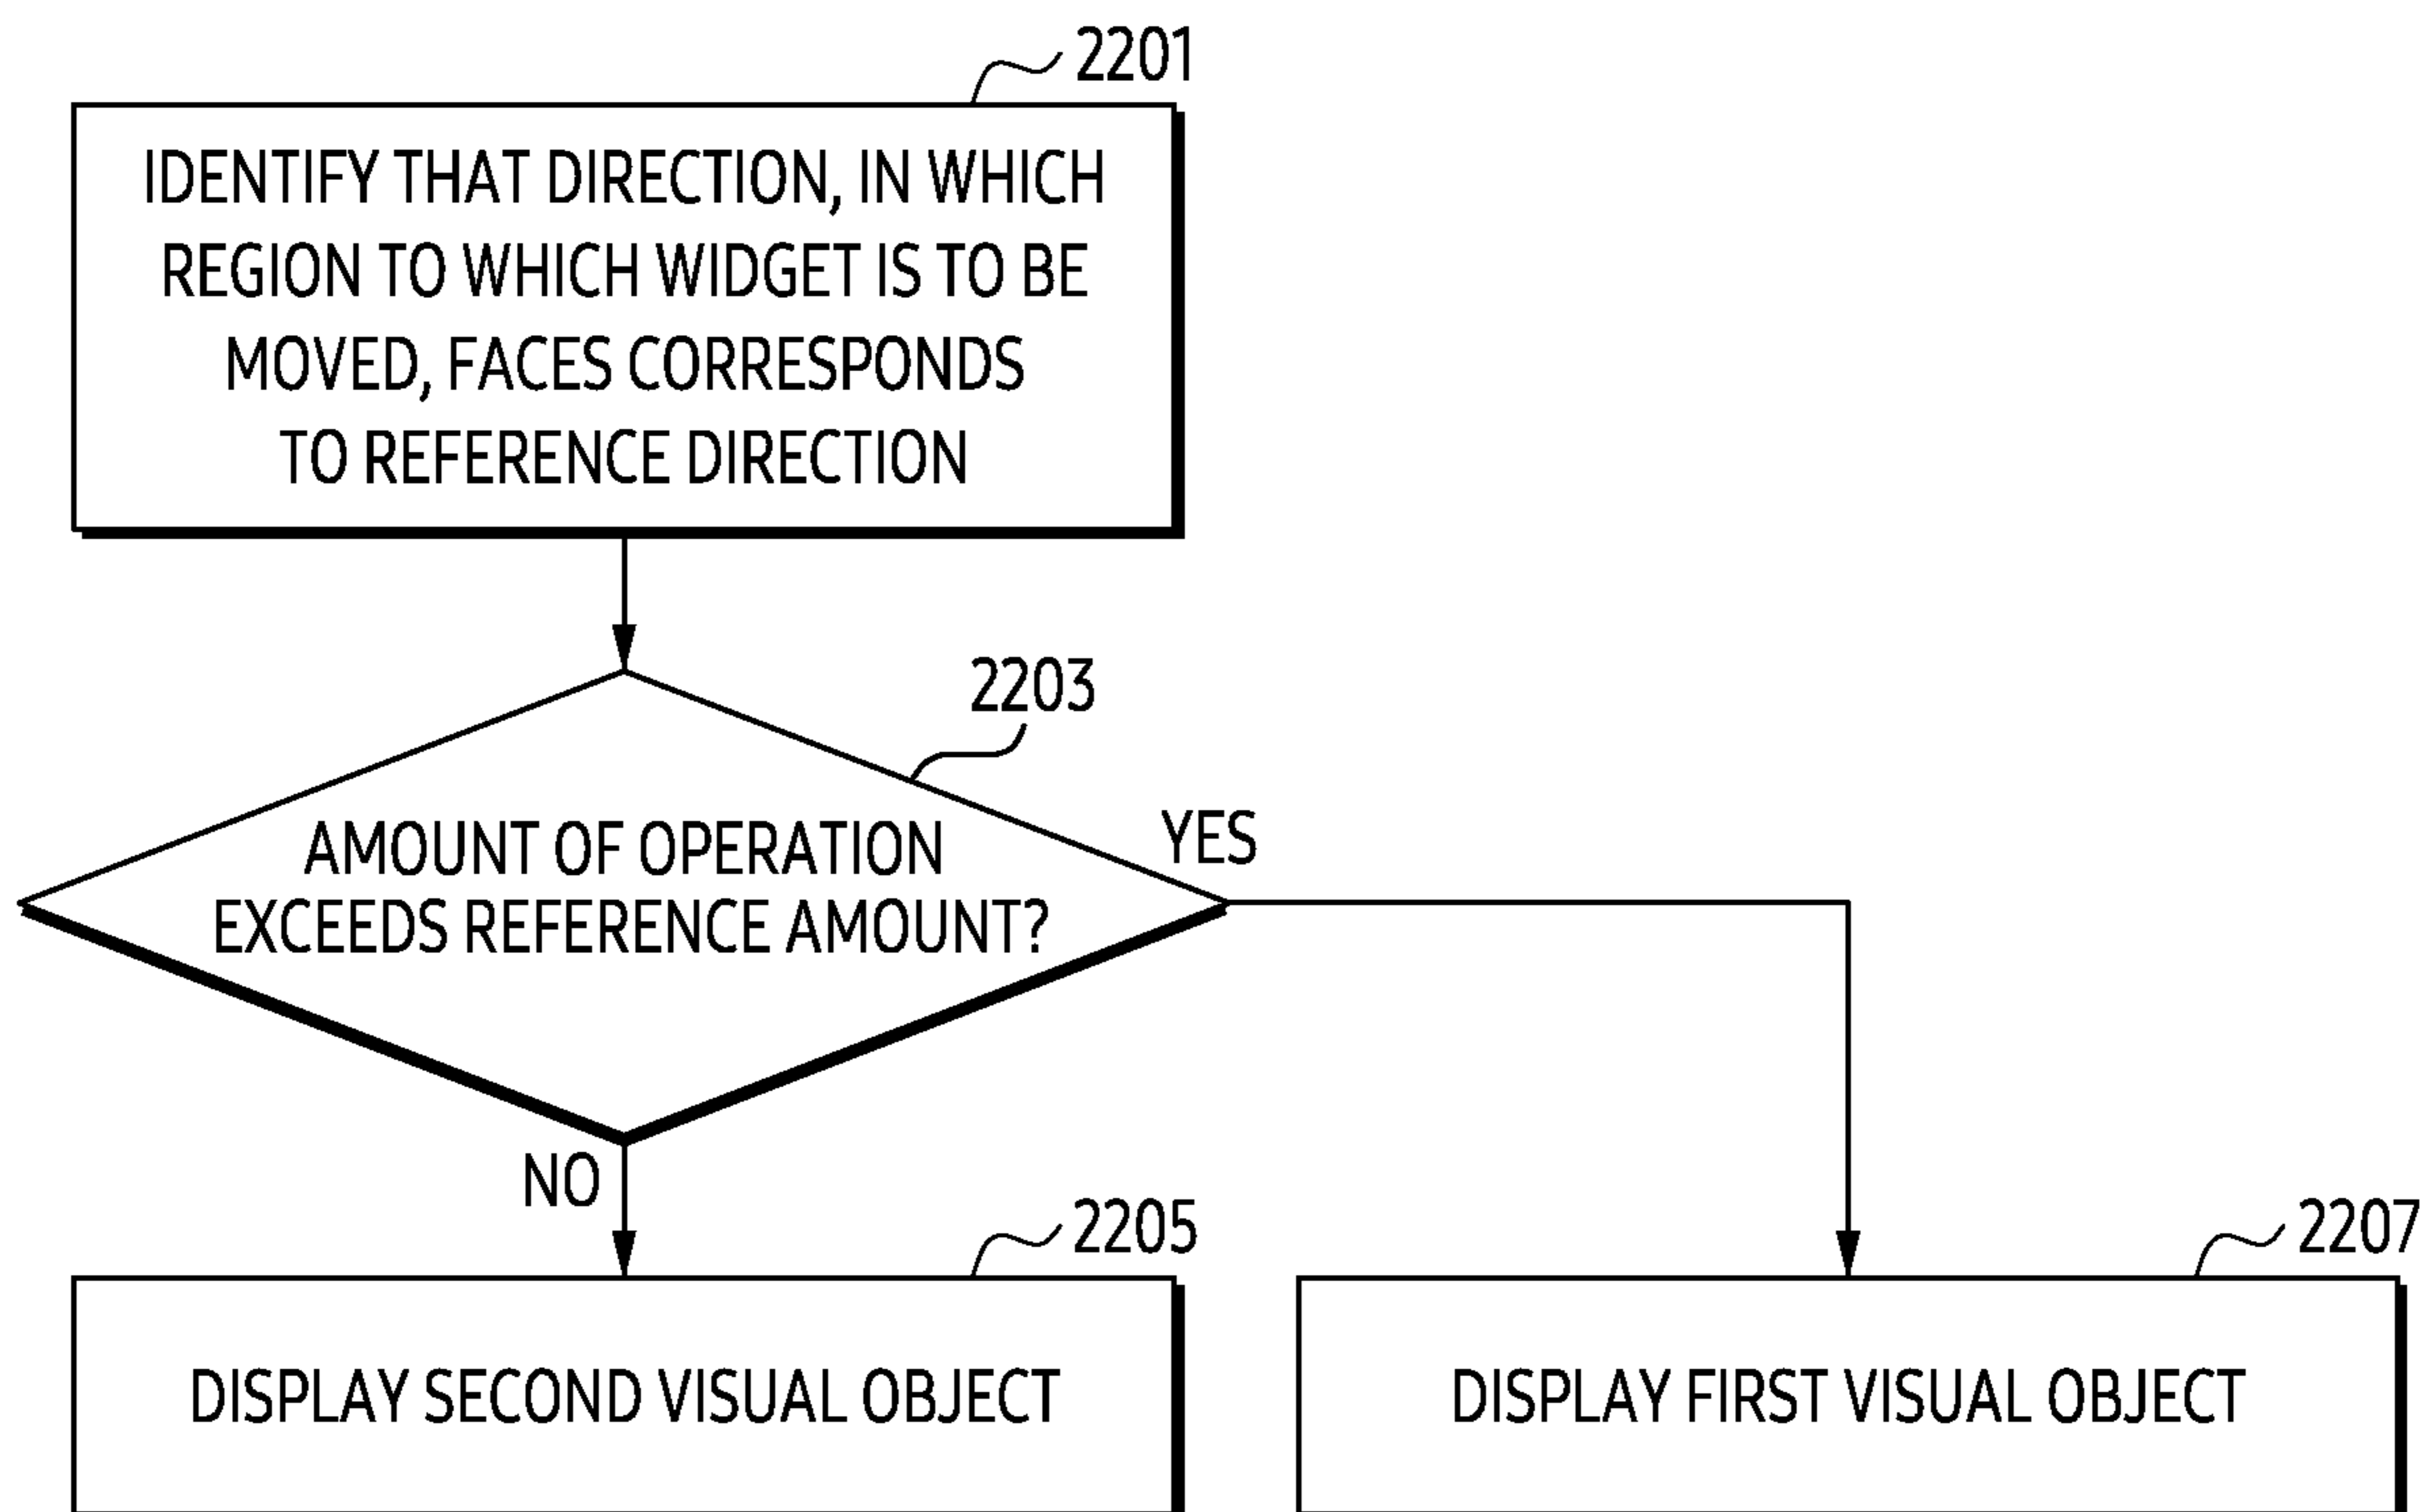 2201
IDENTIFY THAT DIRECTION, IN WHICH
REGION TO WHICH WIDGET IS TO BE
MOVED, FACES CORRESPONDS
TO REFERENCE DIRECTION
2203
AMOUNT OF OPERATION
EXCEEDS REFERENCE AMOUNT?
YES
NO
2205
DISPLAY SECOND VISUAL OBJECT
2207
DISPLAY FIRST VISUAL OBJECT